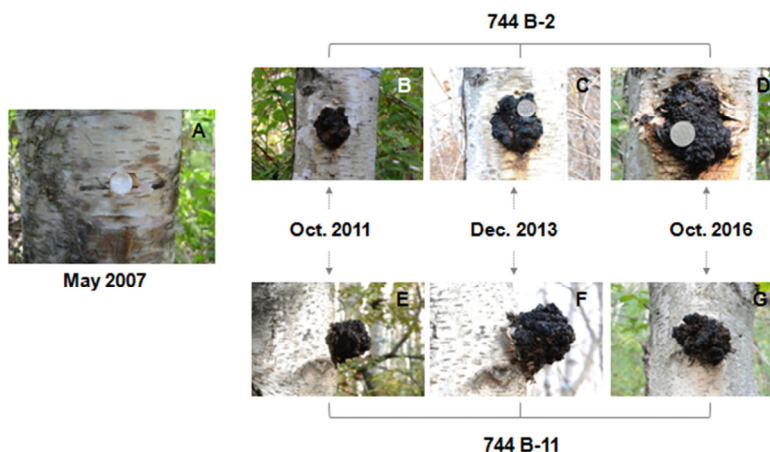 744 B-2
A
B
C
D
May 2007
Oct. 2011
Dec. 2013
Oct. 2016
E
F
G
744 B-11